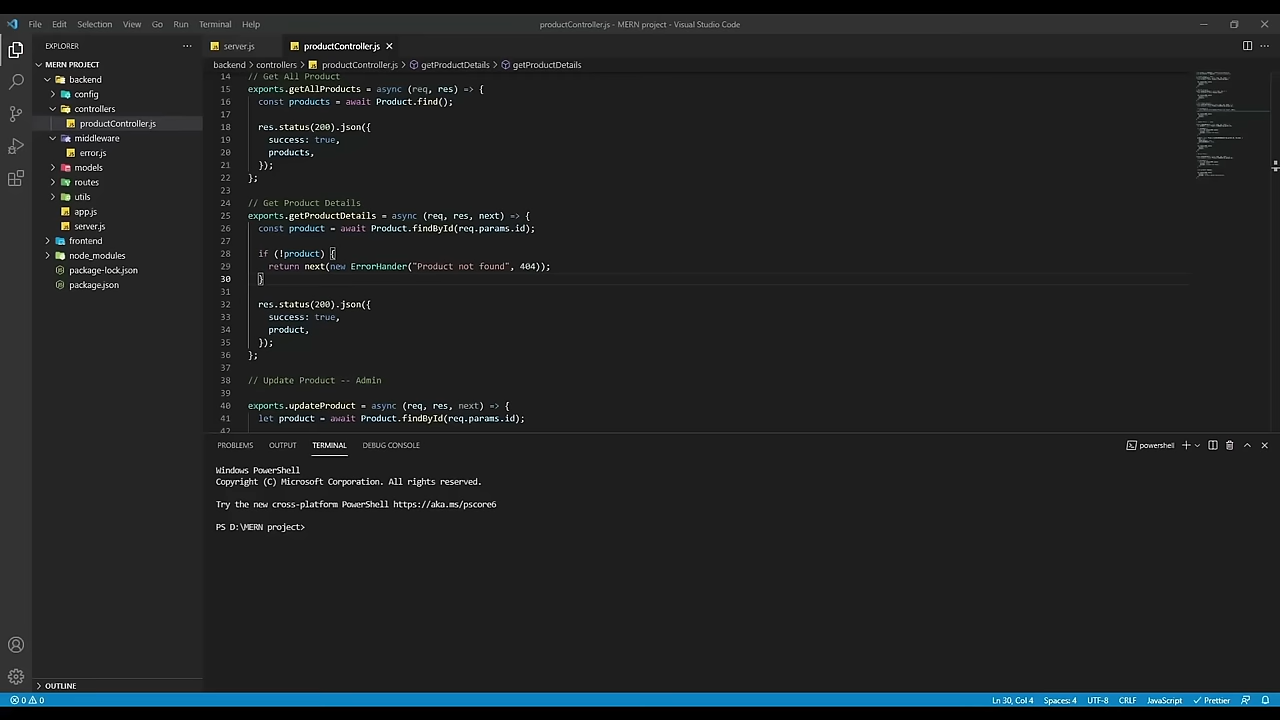 File Edit Selection View Go Run Terminal Help
productController.js - MERN project - Visual Studio Code
EXPLORER
MERN PROJECT
backend
config
controllers
productController.js
middleware
error.js
models
routes
utils
app.js
server.js
frontend
node_modules
package-lock.json
package.json
OUTLINE
server.js productController.js
backend controllers productController.js getProductDetails getProductDetails
14 // Get All Product
15 exports.getAllProducts = async (req, res) => {
16 const products = await Product.find();
17
18 res.status(200).json({
19 success: true,
20 products,
21 });
22 };
23
24 // Get Product Details
25 exports.getProductDetails = async (req, res, next) => {
26 const product = await Product.findById(req.params.id);
27
28 if (!product) {
29 return next(new ErrorHander("Product not found", 404));
30 }
31
32 res.status(200).json({
33 success: true,
34 product,
35 });
36 };
37
38 // Update Product -- Admin
39
40 exports.updateProduct = async (req, res, next) => {
41 let product = await Product.findById(req.params.id);
42
PROBLEMS OUTPUT TERMINAL DEBUG CONSOLE
powershell
Windows PowerShell
Copyright (C) Microsoft Corporation. All rights reserved.
Try the new cross-platform PowerShell https://aka.ms/pscore6
PS D:\MERN project>
0 0
Ln 30, Col 4 Spaces: 4 UTF-8 CRLF JavaScript Prettier